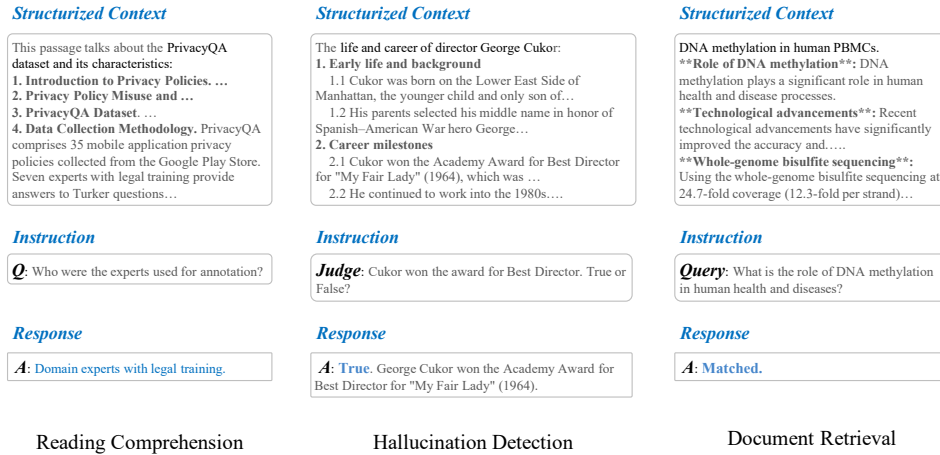 Structurized Context
This passage talks about the PrivacyQA
dataset and its characteristics:
1. Introduction to Privacy Policies. …
2. Privacy Policy Misuse and …
3. PrivacyQA Dataset. …
4. Data Collection Methodology. PrivacyQA
comprises 35 mobile application privacy
policies collected from the Google Play Store.
Seven experts with legal training provide
answers to Turker questions…
Instruction
Q: Who were the experts used for annotation?
Response
A: Domain experts with legal training.
Reading Comprehension
Structurized Context
The life and career of director George Cukor:
1. Early life and background
1.1 Cukor was born on the Lower East Side of
Manhattan, the younger child and only son of…
1.2 His parents selected his middle name in honor of
Spanish–American War hero George…
2. Career milestones
2.1 Cukor won the Academy Award for Best Director
for "My Fair Lady" (1964), which was …
2.2 He continued to work into the 1980s….
Instruction
Judge: Cukor won the award for Best Director. True or
False?
Response
A: True. George Cukor won the Academy Award for
Best Director for "My Fair Lady" (1964).
Hallucination Detection
Structurized Context
DNA methylation in human PBMCs.
**Role of DNA methylation**: DNA
methylation plays a significant role in human
health and disease processes.
**Technological advancements**: Recent
technological advancements have significantly
improved the accuracy and…..
**Whole-genome bisulfite sequencing**:
Using the whole-genome bisulfite sequencing at
24.7-fold coverage (12.3-fold per strand)…
Instruction
Query: What is the role of DNA methylation
in human health and diseases?
Response
A: Matched.
Document Retrieval